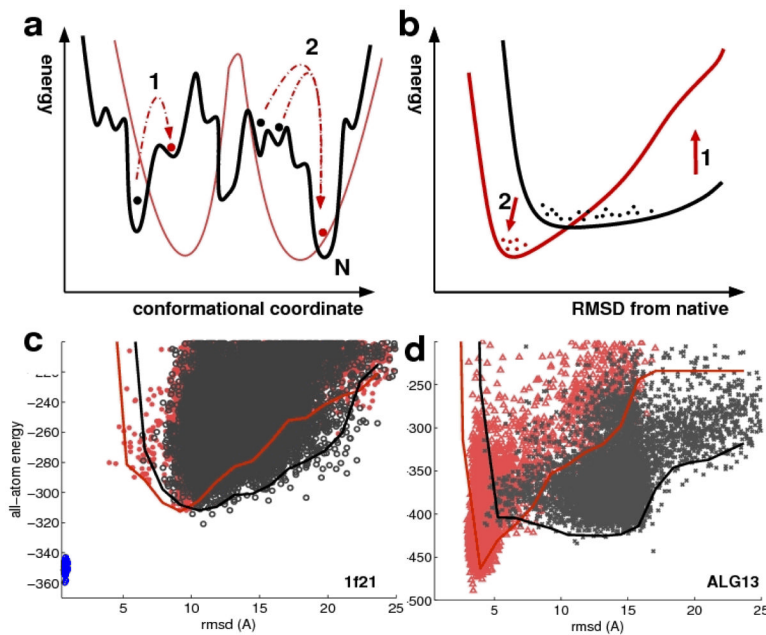 a
energy
1
2
N
conformational coordinate
b
energy
1
2
RMSD from native
c
all-atom energy
−240
−260
−280
−300
−320
−340
−360
5
10
15
20
25
rmsd (A)
1f21
d
−250
−300
−350
−400
−450
−500
5
10
15
20
25
rmsd (A)
ALG13